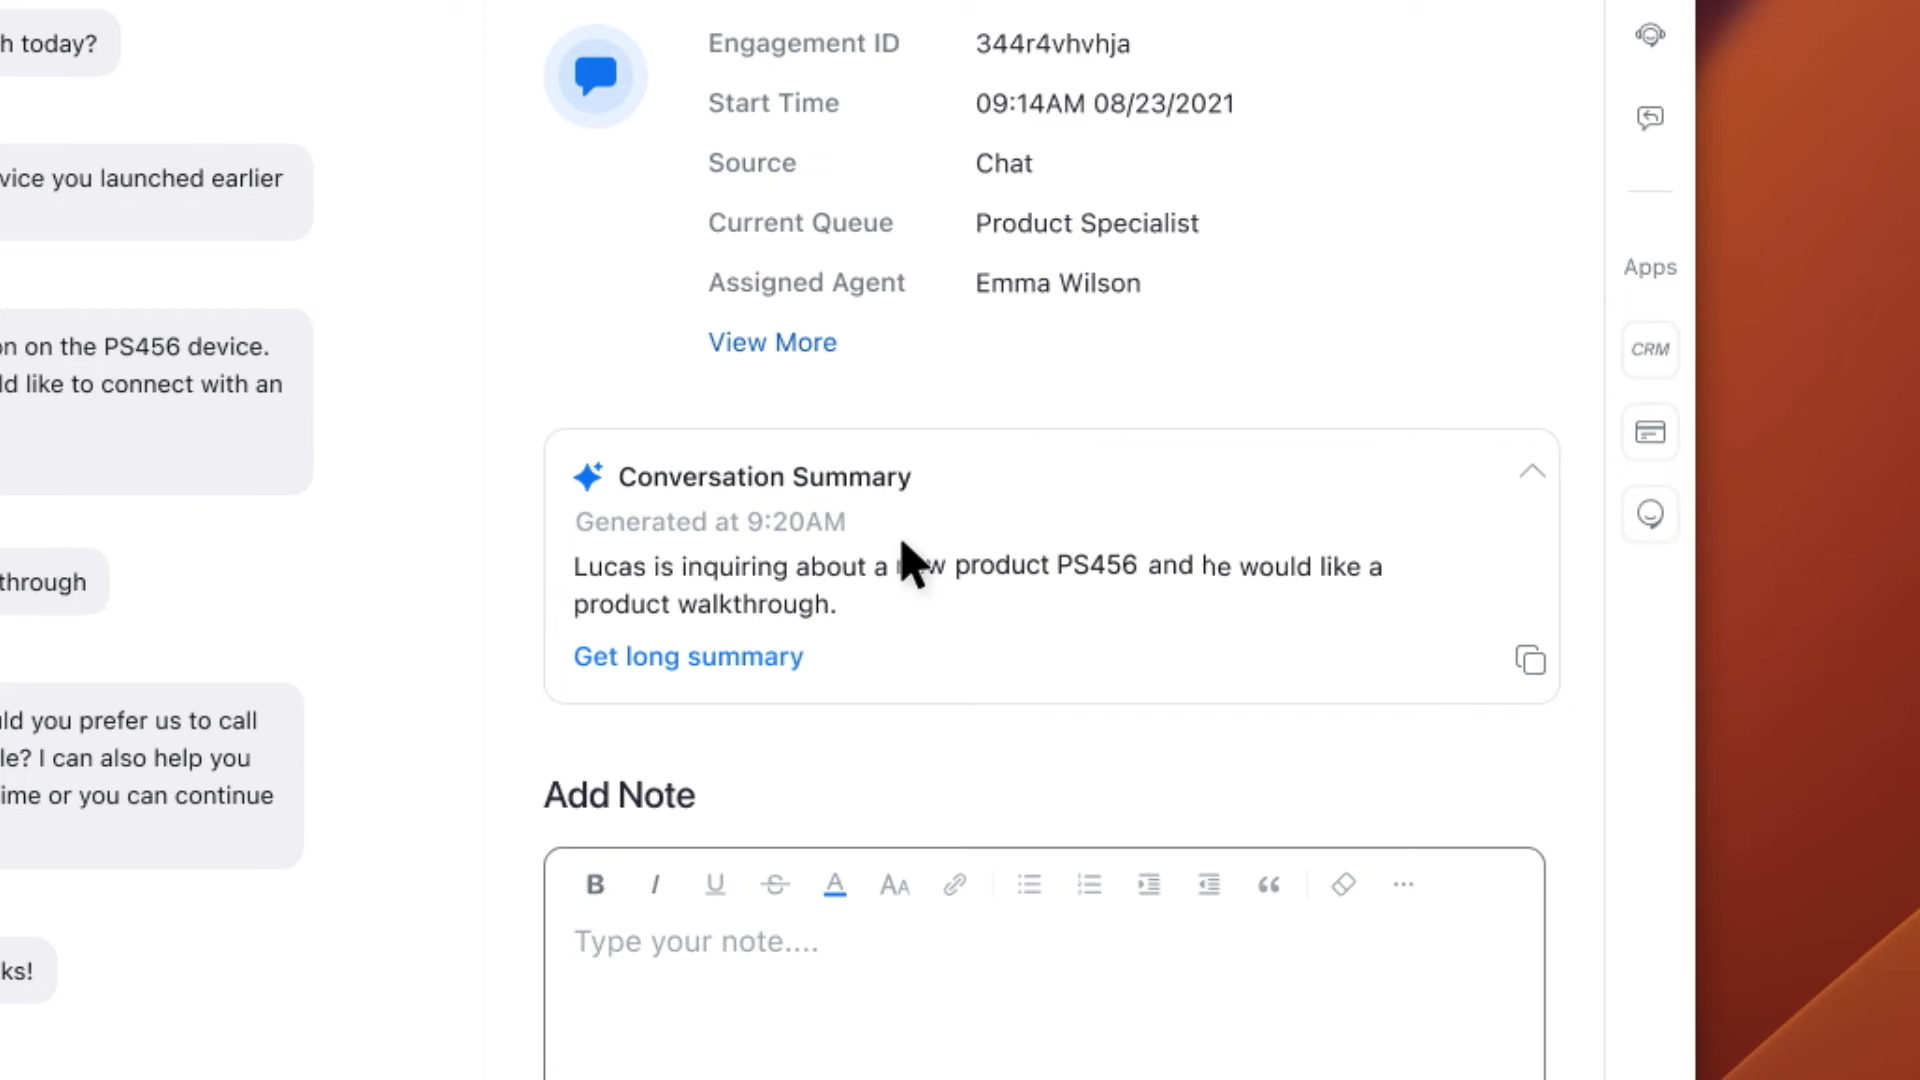 h today?
vice you launched earlier
on on the PS456 device.
ld like to connect with an
through
ld you prefer us to call
le? I can also help you
ime or you can continue
ks!
Engagement ID 344r4vhvhja
Start Time 09:14AM 08/23/2021
Source Chat
Current Queue Product Specialist
Assigned Agent Emma Wilson
View More
Conversation Summary
Generated at 9:20AM
Lucas is inquiring about a product PS456 and he would like a
product walkthrough.
Get long summary
Add Note
B I U S A AA
Type your note....
Apps
CRM